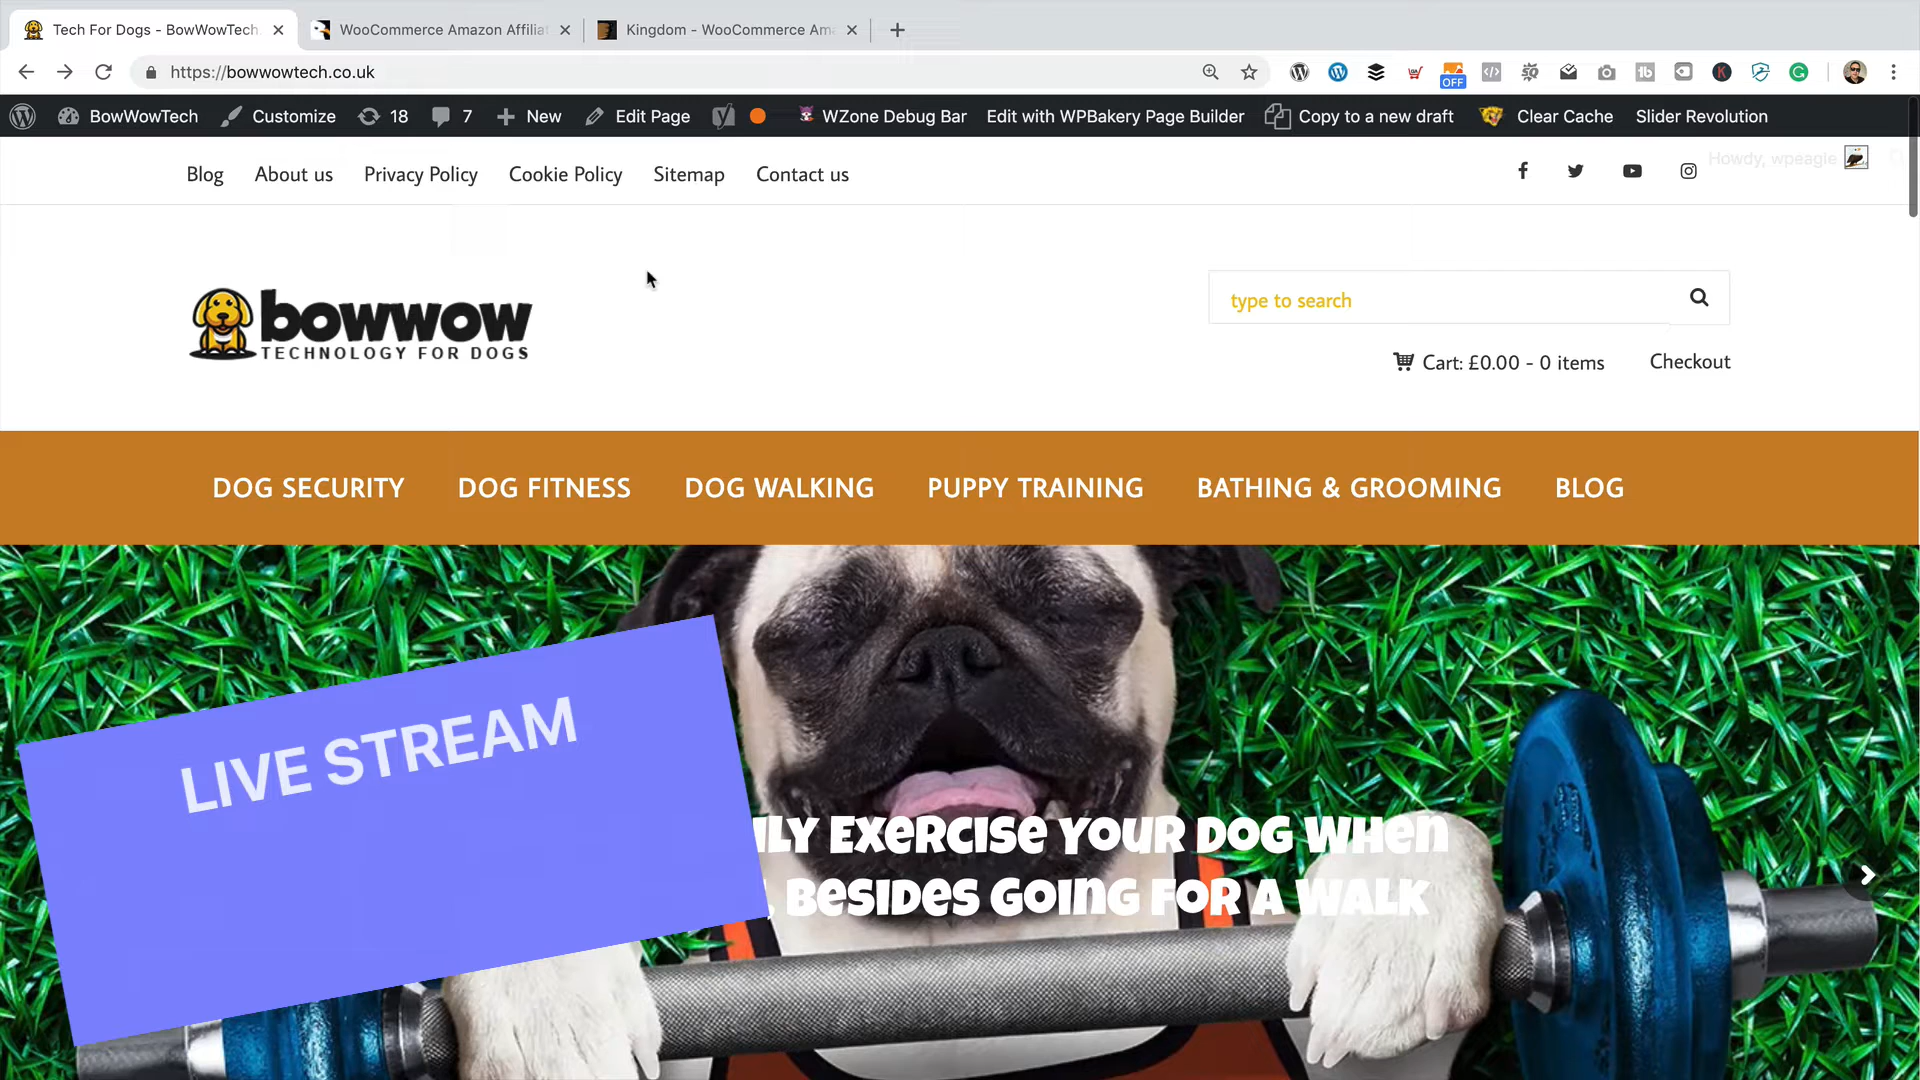 Tech For Dogs - BowWowTech
WooCommerce Amazon Affilia
Kingdom - WooCommerce Am
https://bowwowtech.co.uk
OFF
BowWowTech
Customize
18
7
New
Edit Page
WZone Debug Bar
Edit with WPBakery Page Builder
Copy to a new draft
Clear Cache
Slider Revolution
Howdy, wpeagle
Blog
About us
Privacy Policy
Cookie Policy
Sitemap
Contact us
bowwow
TECHNOLOGY FOR DOGS
type to search
Cart: £0.00 - 0 items
Checkout
DOG SECURITY
DOG FITNESS
DOG WALKING
PUPPY TRAINING
BATHING & GROOMING
BLOG
LIVE STREAM
ILY EXERCISE YOUR DOG WHEN
, BESIDES GOING FOR A WALK